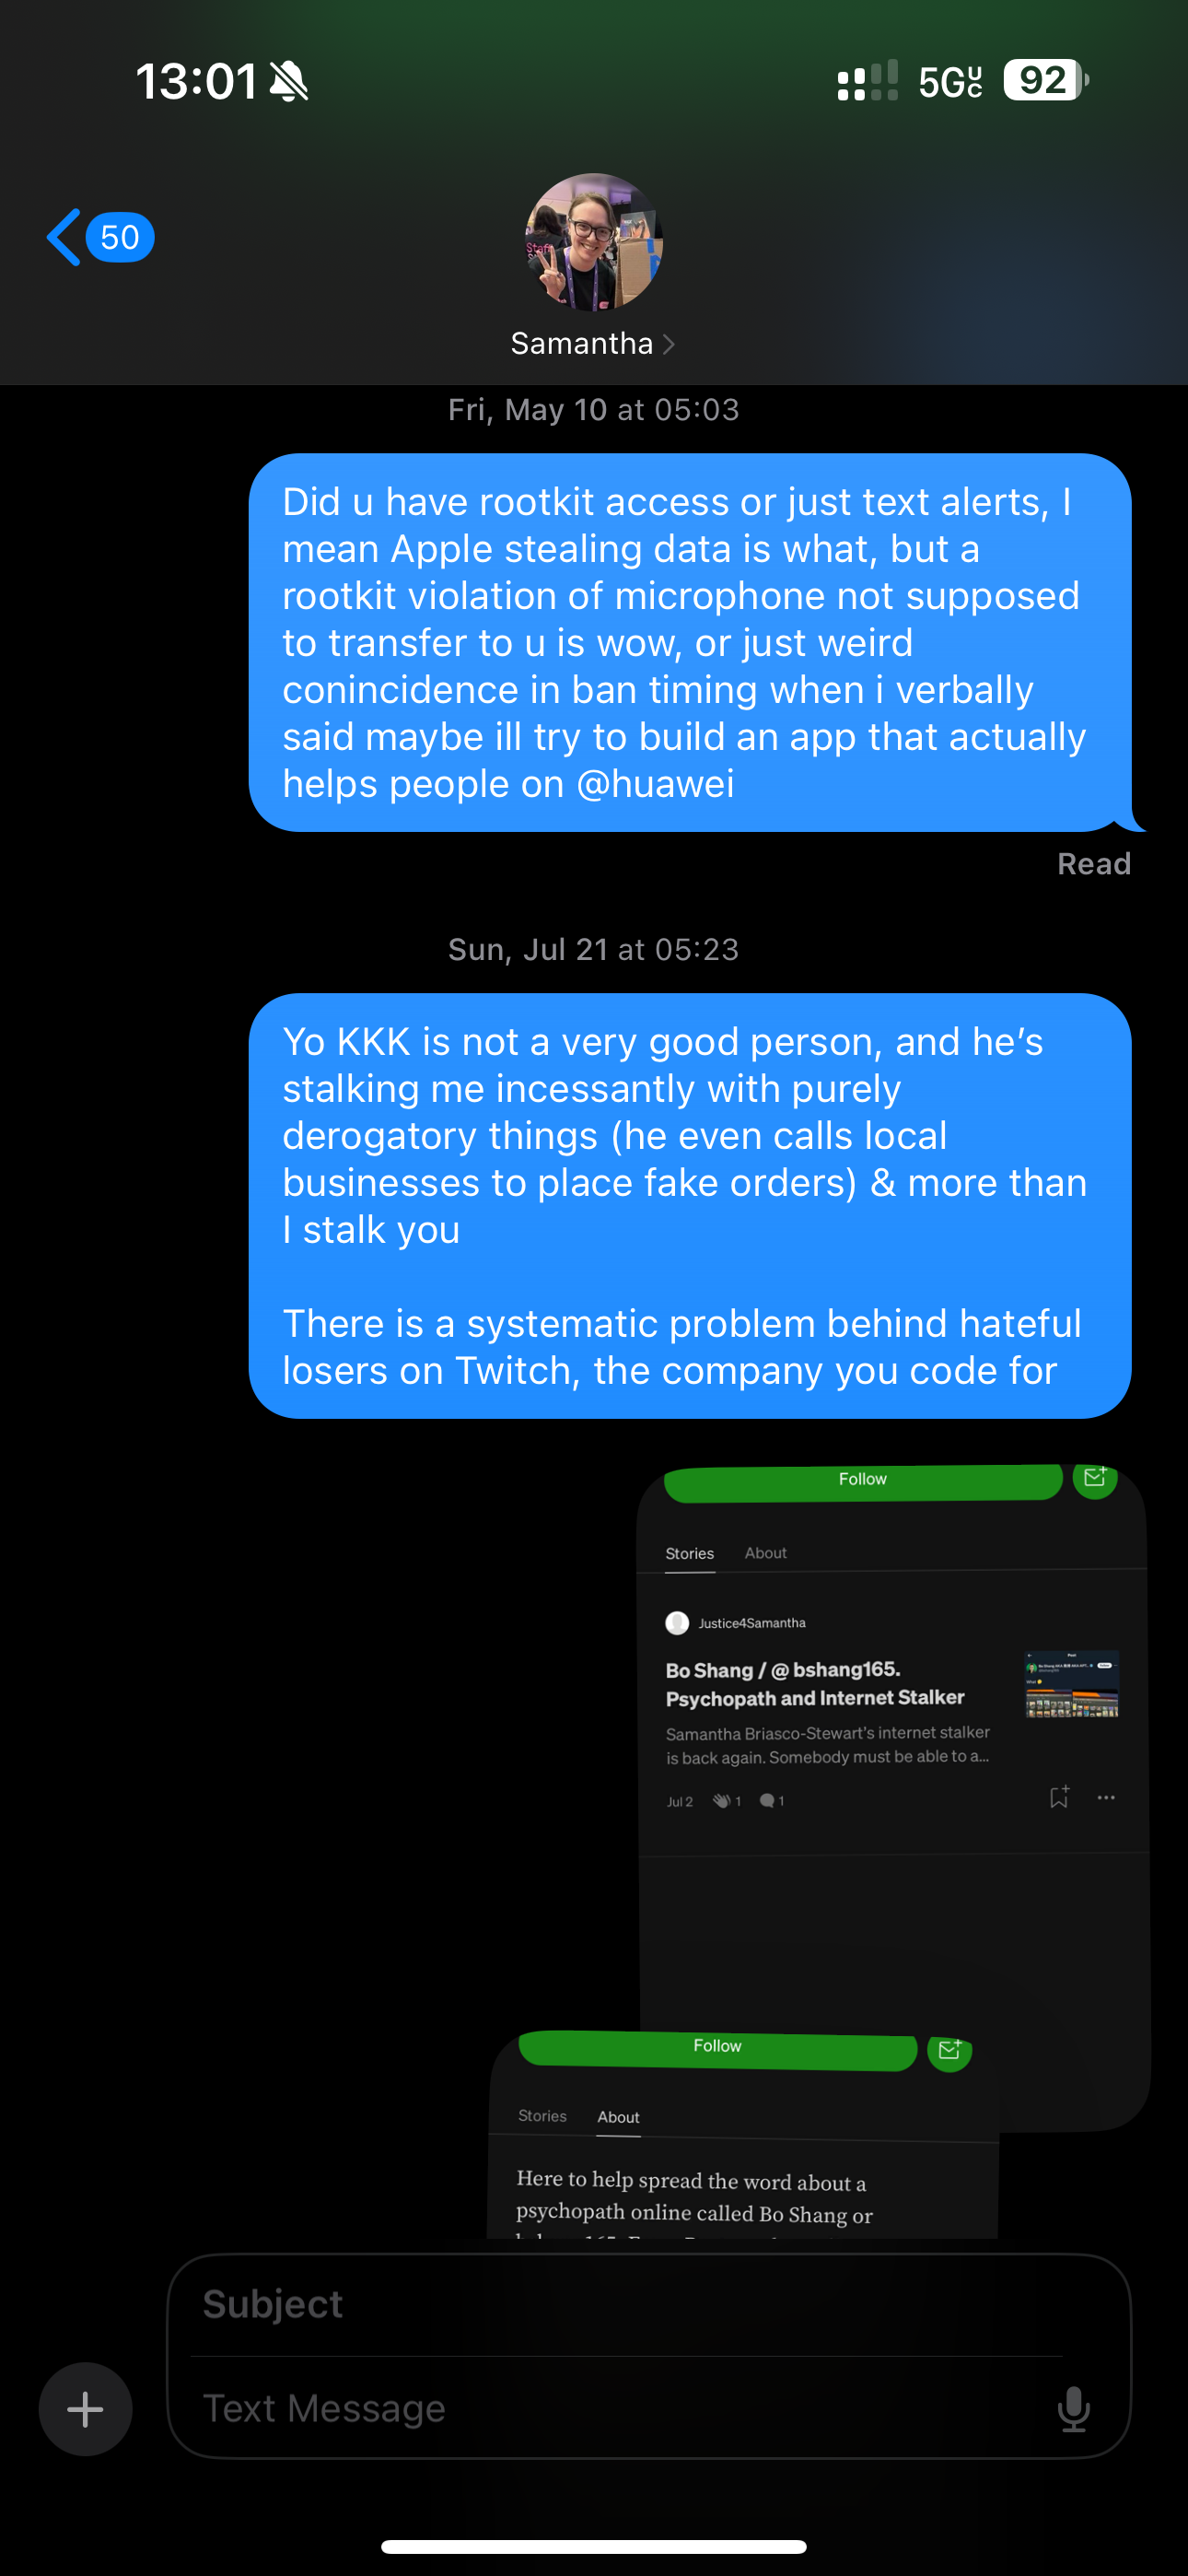 13:01
5GUC
92
50
Staff
Samantha
Fri, May 10 at 05:03
Did u have rootkit access or just text alerts, I
mean Apple stealing data is what, but a
rootkit violation of microphone not supposed
to transfer to u is wow, or just weird
conincidence in ban timing when i verbally
said maybe ill try to build an app that actually
helps people on @huawei
Read
Sun, Jul 21 at 05:23
Yo KKK is not a very good person, and he’s
stalking me incessantly with purely
derogatory things (he even calls local
businesses to place fake orders) & more than
I stalk you
There is a systematic problem behind hateful
losers on Twitch, the company you code for
Follow
Stories About
Justice4Samantha
Bo Shang / @ bshang165.
Psychopath and Internet Stalker
Samantha Briasco-Stewart’s internet stalker
is back again. Somebody must be able to a...
Jul 2 1 1
Follow
Stories About
Here to help spread the word about a
psychopath online called Bo Shang or
Subject
Text Message